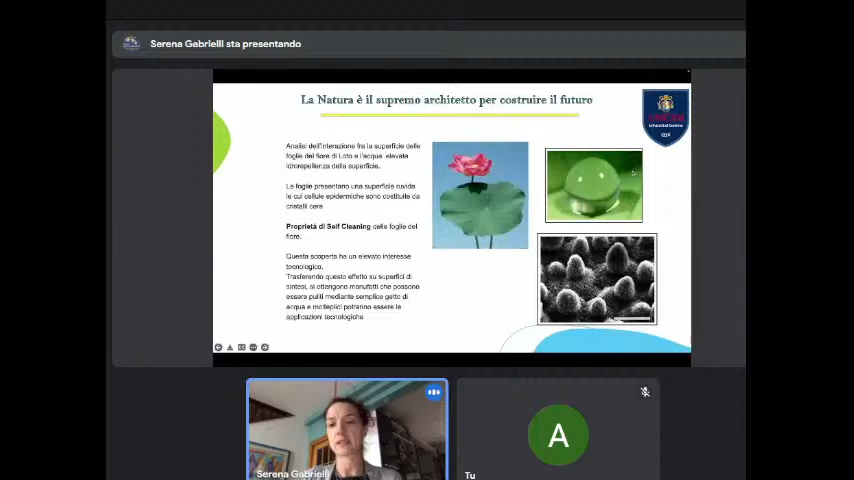 Serena Gabrielli sta presentando
La Natura è il supremo architetto per costruire il futuro
Analisi dell'interazione fra la superficie delle
foglie del fiore di Loto e l'acqua: elevata
idrorepellenza della superficie.
Le foglie presentano una superficie ruvida
le cui cellule epidermiche sono costituite da
cristalli cera
Proprietà di Self Cleaning delle foglie del
fiore.
Questa scoperta ha un elevato interesse
tecnologico.
Trasferendo questo effetto su superfici di
sintesi, si ottengono manufatti che possono
essere puliti mediante semplice getto di
acqua e molteplici potranno essere le
applicazioni tecnologiche
1336
Serena Gabrielli
A
Tu